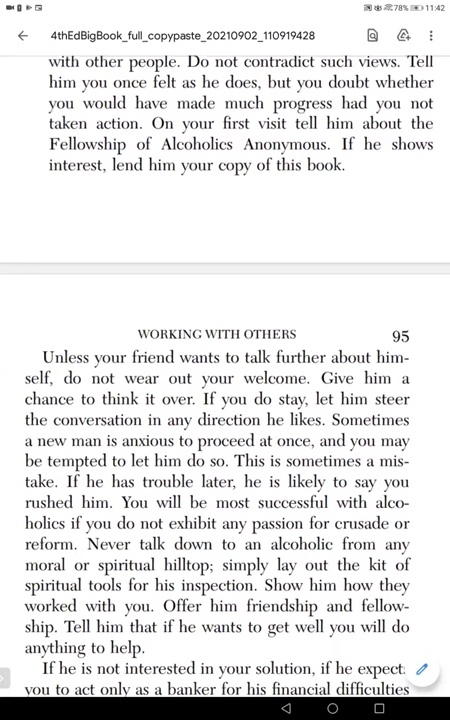 78% 11:42
4thEdBigBook_full_copypaste_20210902_110919428
with other people. Do not contradict such views. Tell
him you once felt as he does, but you doubt whether
you would have made much progress had you not
taken action. On your first visit tell him about the
Fellowship of Alcoholics Anonymous. If he shows
interest, lend him your copy of this book.
WORKING WITH OTHERS 95
Unless your friend wants to talk further about him-
self, do not wear out your welcome. Give him a
chance to think it over. If you do stay, let him steer
the conversation in any direction he likes. Sometimes
a new man is anxious to proceed at once, and you may
be tempted to let him do so. This is sometimes a mis-
take. If he has trouble later, he is likely to say you
rushed him. You will be most successful with alco-
holics if you do not exhibit any passion for crusade or
reform. Never talk down to an alcoholic from any
moral or spiritual hilltop; simply lay out the kit of
spiritual tools for his inspection. Show him how they
worked with you. Offer him friendship and fellow-
ship. Tell him that if he wants to get well you will do
anything to help.
If he is not interested in your solution, if he expect
you to act only as a banker for his financial difficulties